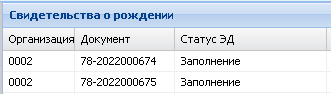 Свидетельства о рождении
Организация Документ Статус ЭД
0002 78-2022000674 Заполнение
0002 78-2022000675 Заполнение